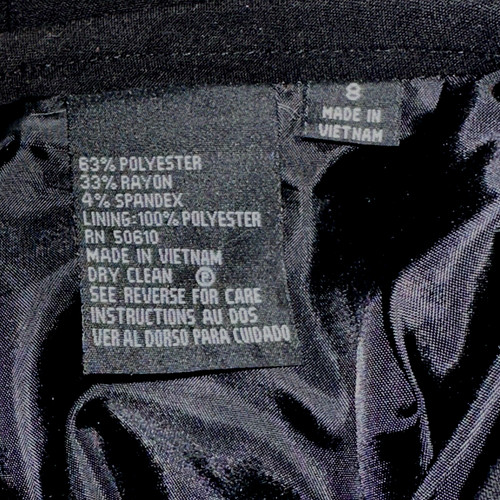 63% POLYESTER
33% RAYON
4% SPANDEX
LINING:100% POLYESTER
RN 50610
MADE IN VIETNAM
DRY CLEAN Ⓟ
SEE REVERSE FOR CARE
INSTRUCTIONS AU DOS
VER AL DORSO PARA CUIDADO
8
MADE IN
VIETNAM